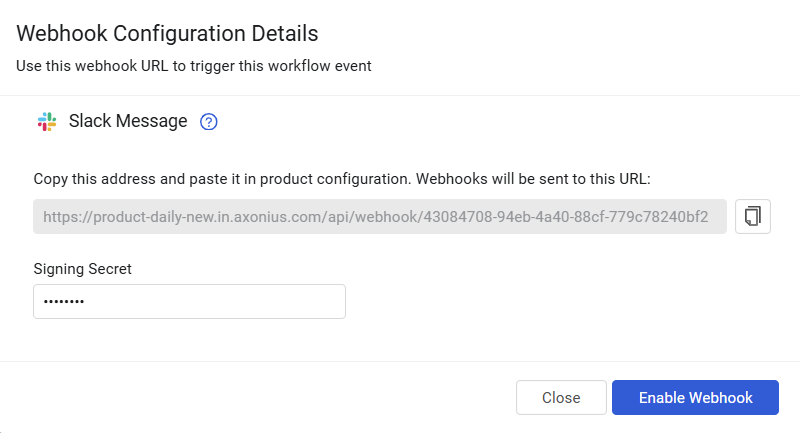 Webhook Configuration Details
Use this webhook URL to trigger this workflow event
Slack Message ?
Copy this address and paste it in product configuration. Webhooks will be sent to this URL:
https://product-daily-new.in.axonius.com/api/webhook/43084708-94eb-4a40-88cf-779c78240bf2
Signing Secret
••••••••
Close Enable Webhook